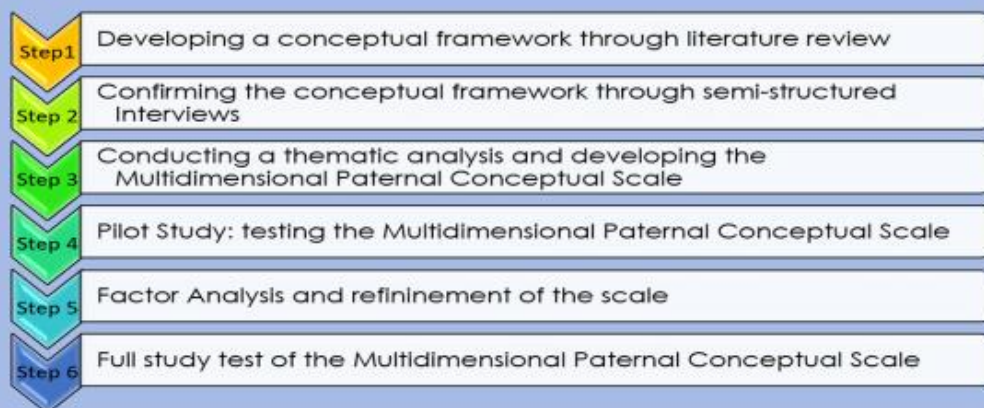 Step1
Developing a conceptual framework through literature review
Step 2
Confirming the conceptual framework through semi-structured
Interviews
Step 3
Conducting a thematic analysis and developing the
Multidimensional Paternal Conceptual Scale
Step 4
Pilot Study: testing the Multidimensional Paternal Conceptual Scale
Step 5
Factor Analysis and refininement of the scale
Step 6
Full study test of the Multidimensional Paternal Conceptual Scale